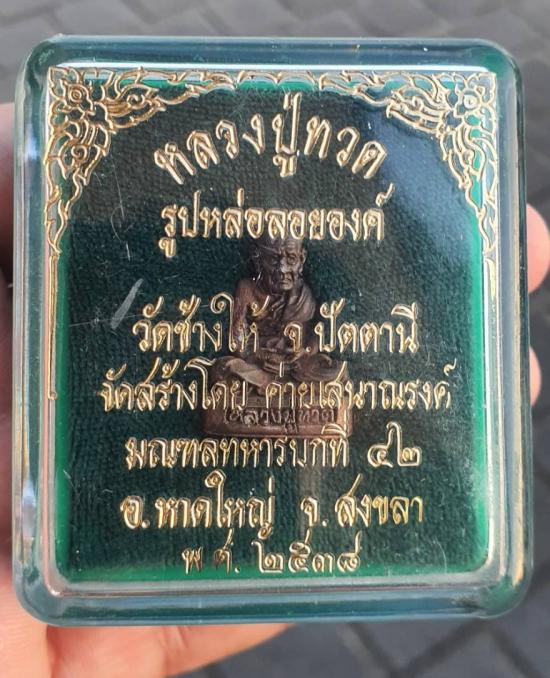 หลวงปู่ทวด
รูปหล่อลอยองค์
วัดช้างให้ จ.ปัตตานี
จัดสร้างโดย ค่ายเสนาณรงค์
หลวงปู่ทวด
มณฑลทหารบกที่ ๔๒
อ.หาดใหญ่ จ.สงขลา
พ.ศ. ๒๕๓๘